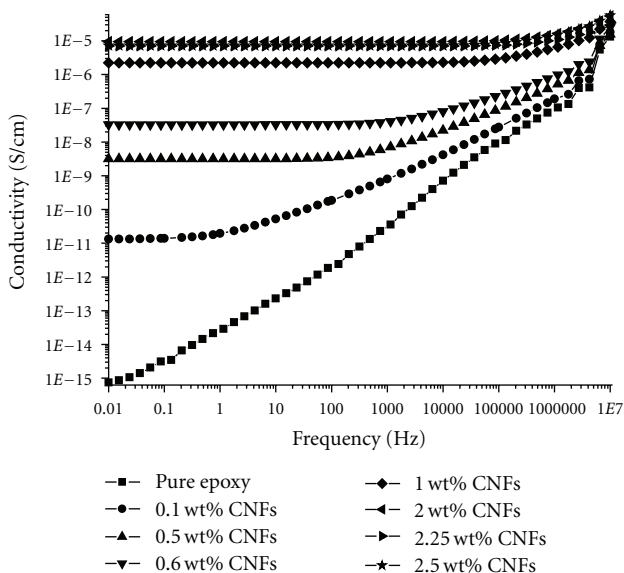 1E−5
1E−6
1E−7
1E−8
1E−9
1E−10
1E−11
1E−12
1E−13
1E−14
1E−15
Conductivity (S/cm)
0.01 0.1 1 10 100 1000 10000 100000 1000000 1E7
Frequency (Hz)
Pure epoxy
0.1 wt% CNFs
0.5 wt% CNFs
0.6 wt% CNFs
1 wt% CNFs
2 wt% CNFs
2.25 wt% CNFs
2.5 wt% CNFs